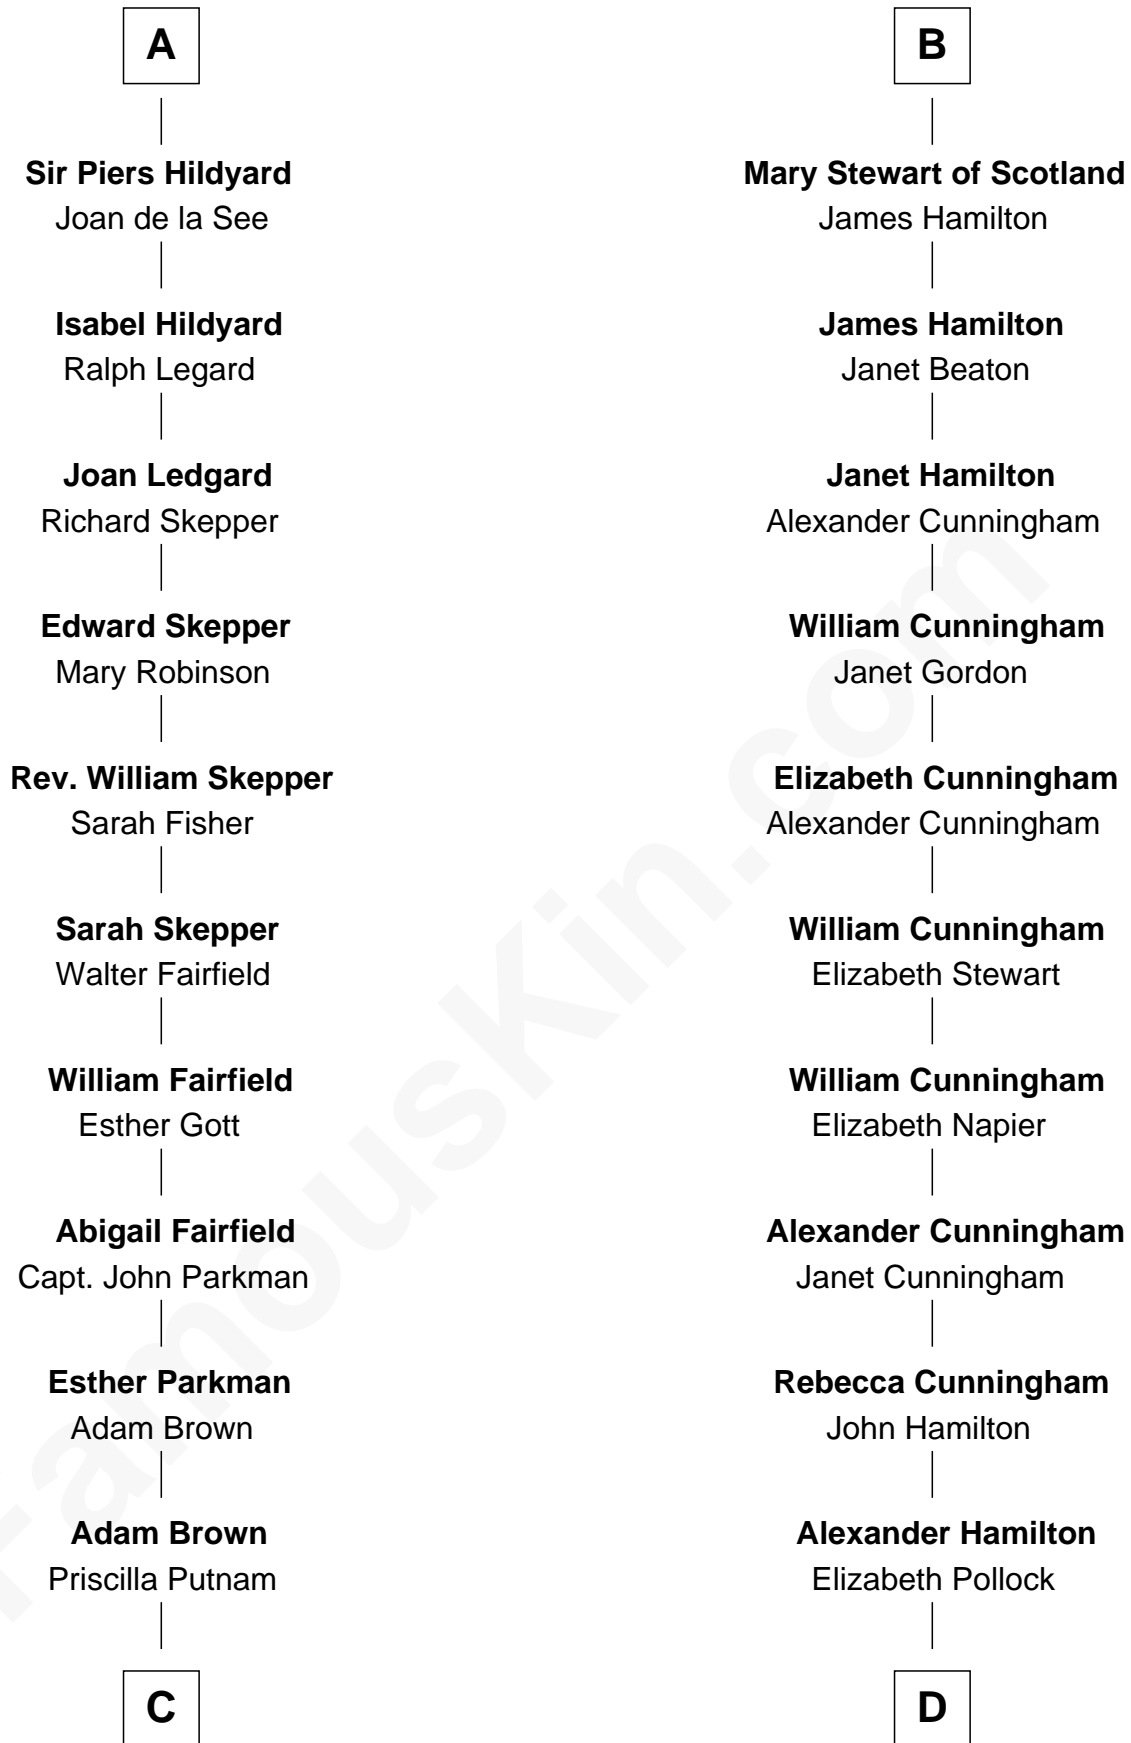 A
Sir Piers Hildyard
Joan de la See
Isabel Hildyard
Ralph Legard
Joan Ledgard
Richard Skepper
Edward Skepper
Mary Robinson
Rev. William Skepper
Sarah Fisher
Sarah Skepper
Walter Fairfield
William Fairfield
Esther Gott
Abigail Fairfield
Capt. John Parkman
Esther Parkman
Adam Brown
Adam Brown
Priscilla Putnam
C
B
Mary Stewart of Scotland
James Hamilton
James Hamilton
Janet Beaton
Janet Hamilton
Alexander Cunningham
William Cunningham
Janet Gordon
Elizabeth Cunningham
Alexander Cunningham
William Cunningham
Elizabeth Stewart
William Cunningham
Elizabeth Napier
Alexander Cunningham
Janet Cunningham
Rebecca Cunningham
John Hamilton
Alexander Hamilton
Elizabeth Pollock
D
FamousKin.com